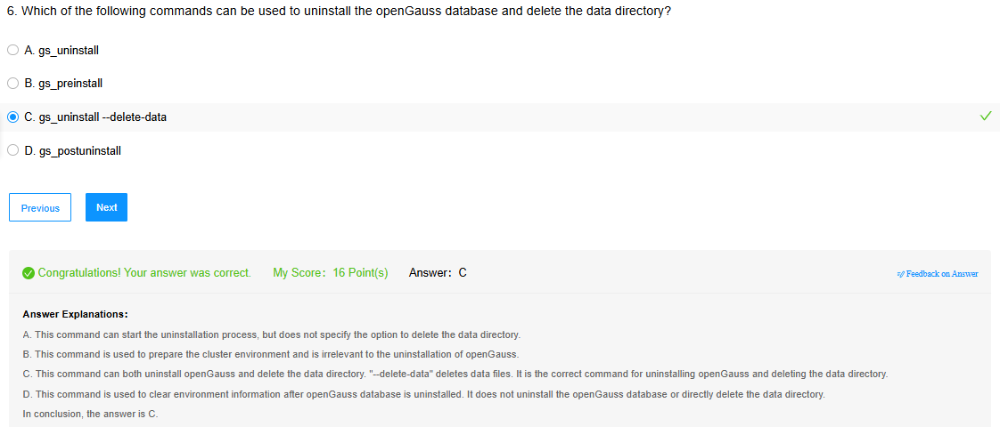 6. Which of the following commands can be used to uninstall the openGauss database and delete the data directory?
A. gs_uninstall
B. gs_preinstall
C. gs_uninstall --delete-data
D. gs_postuninstall
Previous Next
Congratulations! Your answer was correct. My Score: 16 Point(s) Answer: C Feedback on Answer
Answer Explanations:
A. This command can start the uninstallation process, but does not specify the option to delete the data directory.
B. This command is used to prepare the cluster environment and is irrelevant to the uninstallation of openGauss.
C. This command can both uninstall openGauss and delete the data directory. "--delete-data" deletes data files. It is the correct command for uninstalling openGauss and deleting the data directory.
D. This command is used to clear environment information after openGauss database is uninstalled. It does not uninstall the openGauss database or directly delete the data directory.
In conclusion, the answer is C.